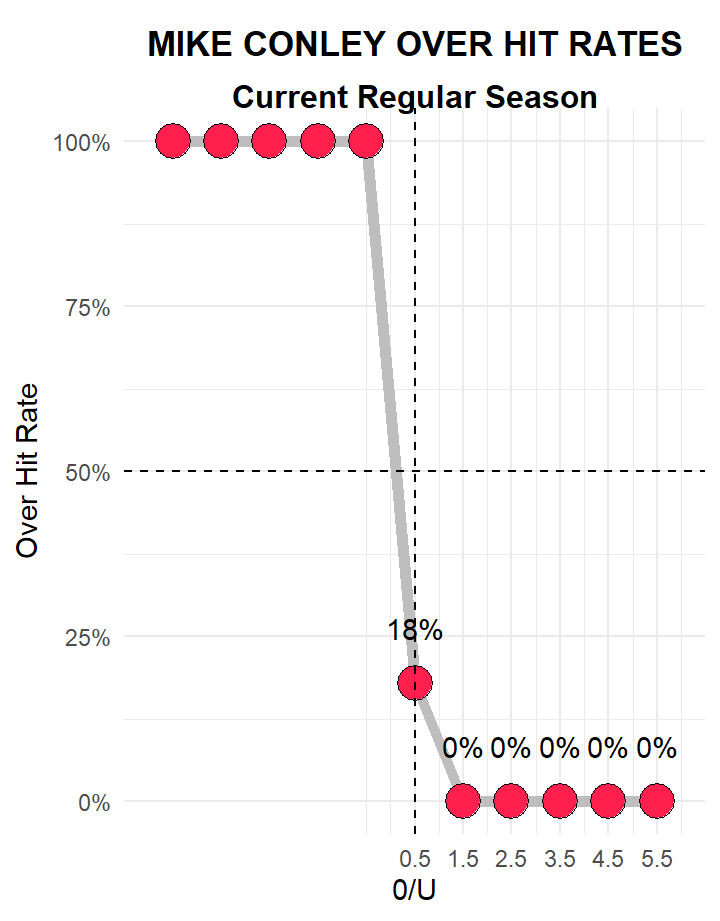 MIKE CONLEY OVER HIT RATES
Current Regular Season
100%
75%
50%
25%
0%
Over Hit Rate
18%
0% 0% 0% 0% 0%
0.5 1.5 2.5 3.5 4.5 5.5
0/U